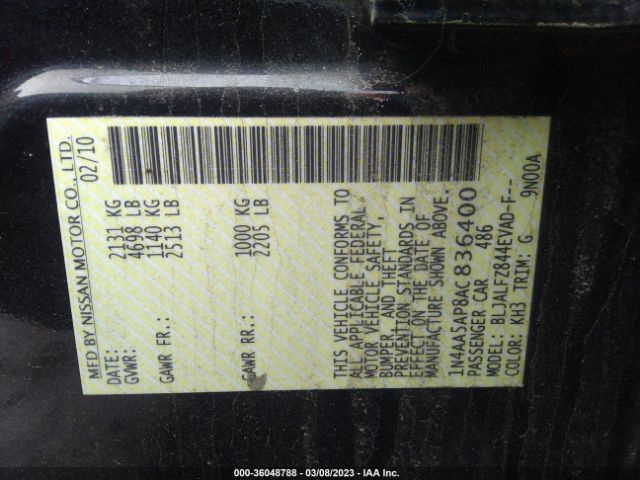 MFD BY NISSAN MOTOR CO., LTD.
DATE: 02/10
GVWR: 2131 KG
4698 LB
GAWR FR.: 1140 KG
2513 LB
GAWR RR.: 1000 KG
2205 LB
THIS VEHICLE CONFORMS TO
ALL APPLICABLE FEDERAL
MOTOR VEHICLE SAFETY,
BUMPER, AND THEFT
PREVENTION STANDARDS IN
EFFECT ON THE DATE OF
MANUFACTURE SHOWN ABOVE.
1N4AA5AP8AC836400
PASSENGER CAR 486
MODEL: BLJALF2844EVAD-F--
COLOR: KH3 TRIM: G 9N00A
000-36048788 - 03/08/2023 - IAA Inc.